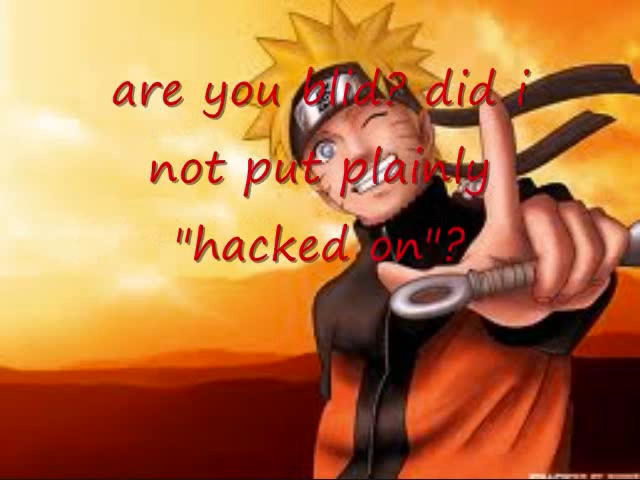 are you blid? did i
not put plainly
"hacked on"?